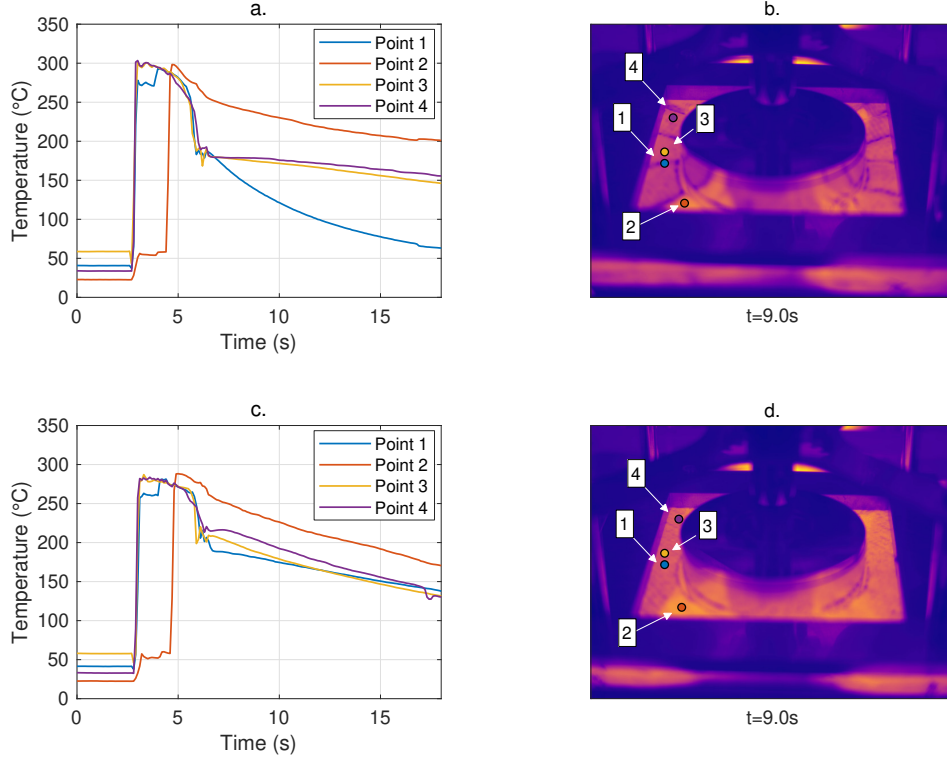 a.
350
300
250
200
150
100
50
0
0 5 10 15
Temperature (°C)
Time (s)
Point 1
Point 2
Point 3
Point 4
b.
4
1
3
2
t=9.0s
c.
350
300
250
200
150
100
50
0
0 5 10 15
Temperature (°C)
Time (s)
Point 1
Point 2
Point 3
Point 4
d.
4
1
3
2
t=9.0s